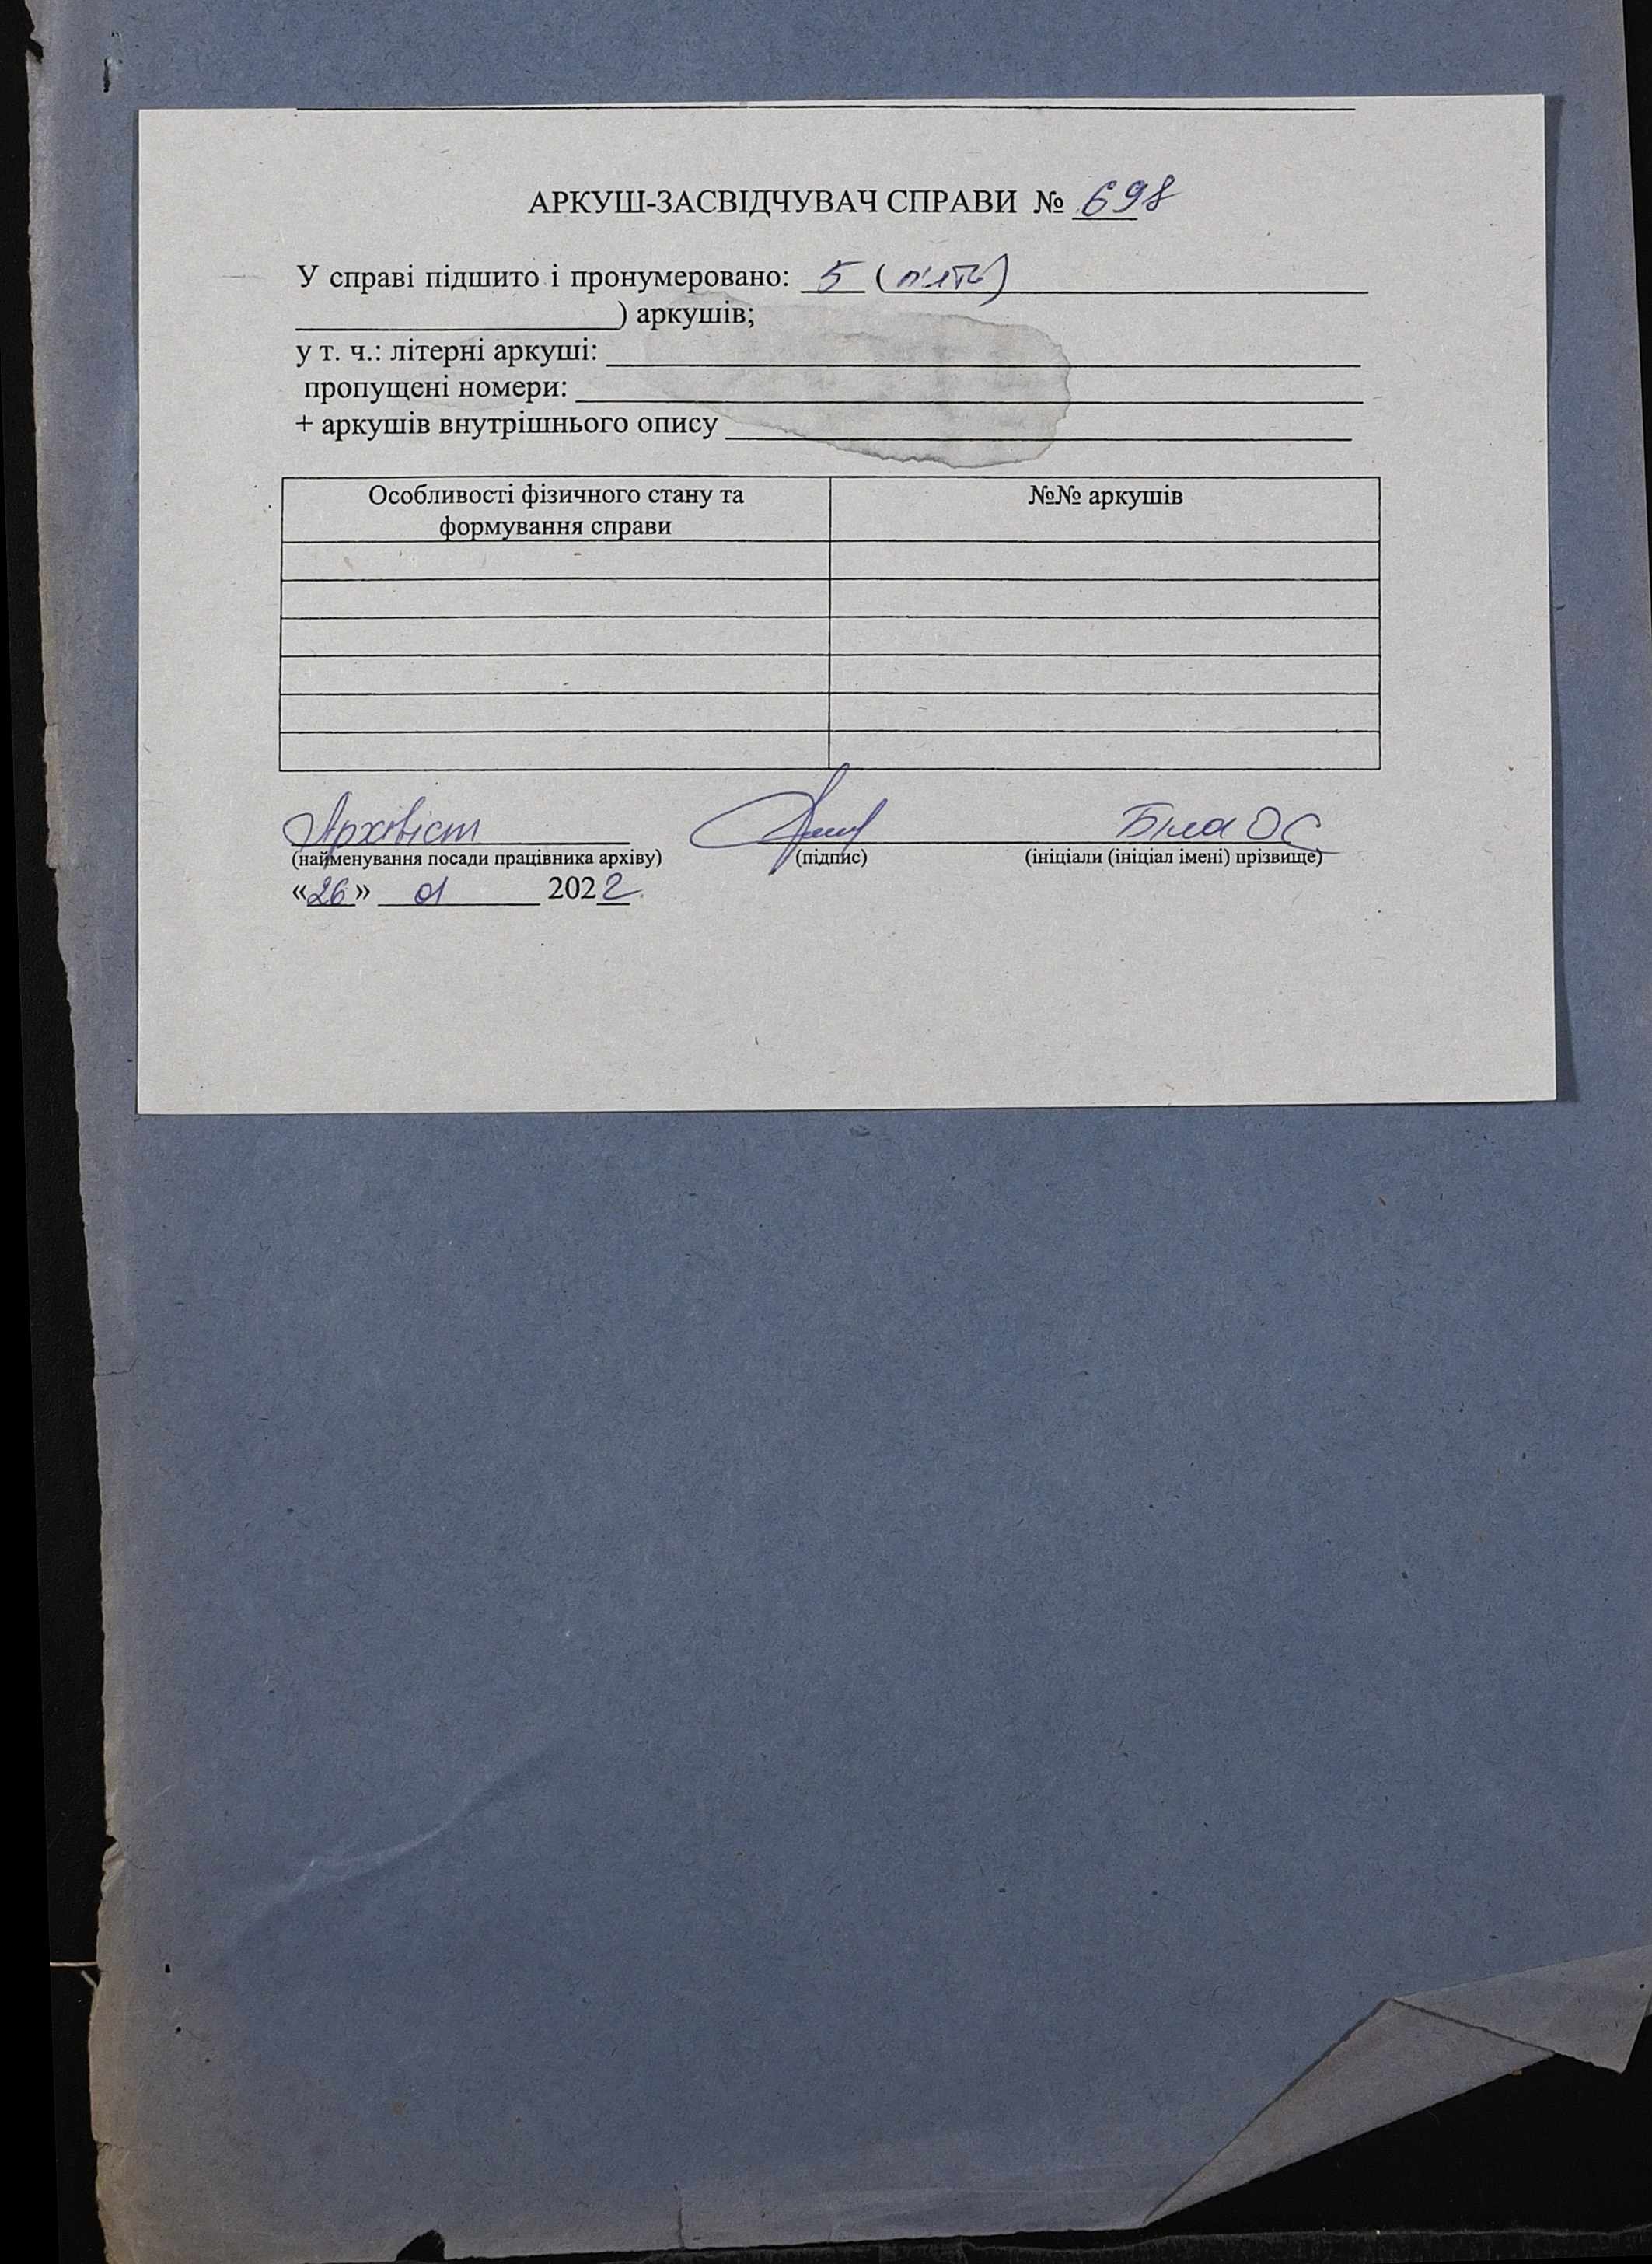 АРКУШ-ЗАСВІДЧУВАЧ СПРАВИ № 698
У справі підшито і пронумеровано: 5 (п'ять)
) аркушів;
у т. ч.: літерні аркуші:
пропущені номери:
+ аркушів внутрішнього опису
Особливості фізичного стану та формування справи №№ аркушів
Архівіст Біла О С
(найменування посади працівника архіву) (підпис) (ініціали (ініціал імені) прізвище)
«26» 01 2022